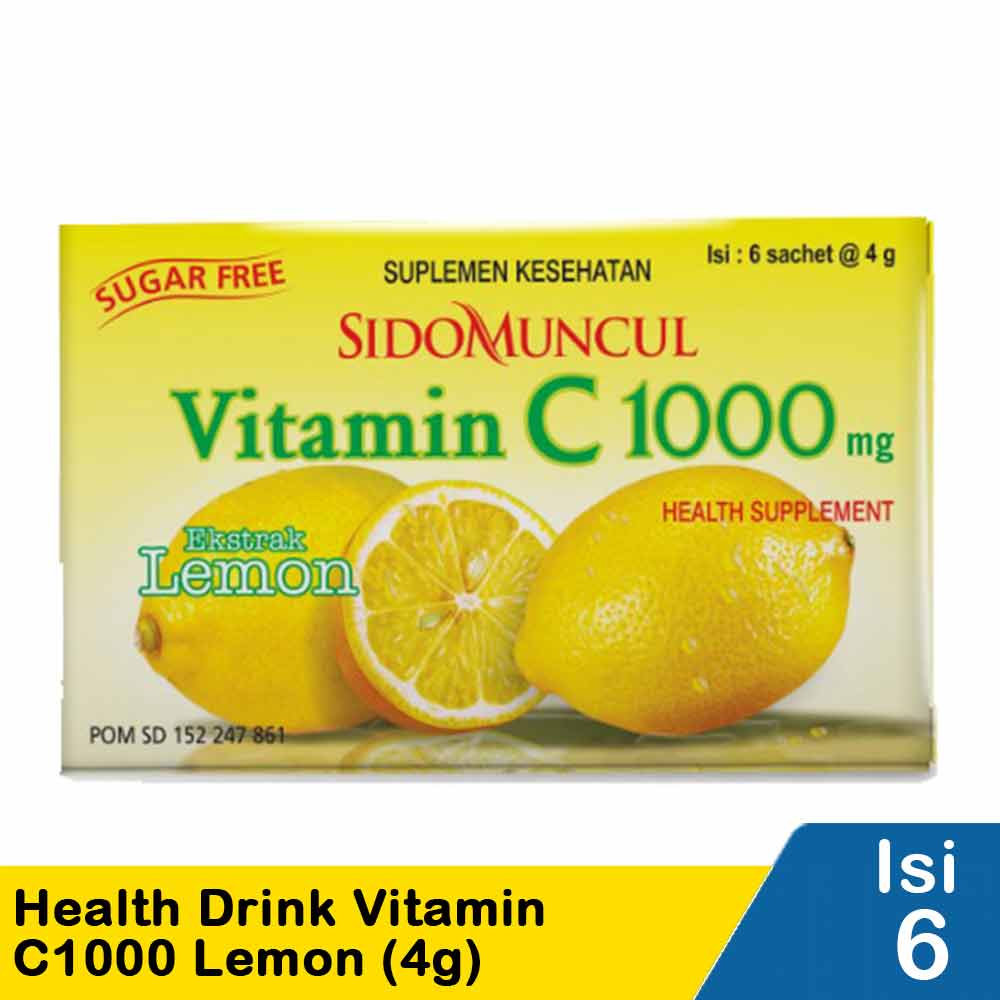 SUGAR FREE
SUPLEMEN KESEHATAN
Isi : 6 sachet @ 4 g
SIDOMUNCUL
Vitamin C 1000 mg
HEALTH SUPPLEMENT
Ekstrak
Lemon
POM SD 152 247 861
Health Drink Vitamin
C1000 Lemon (4g)
Isi
6